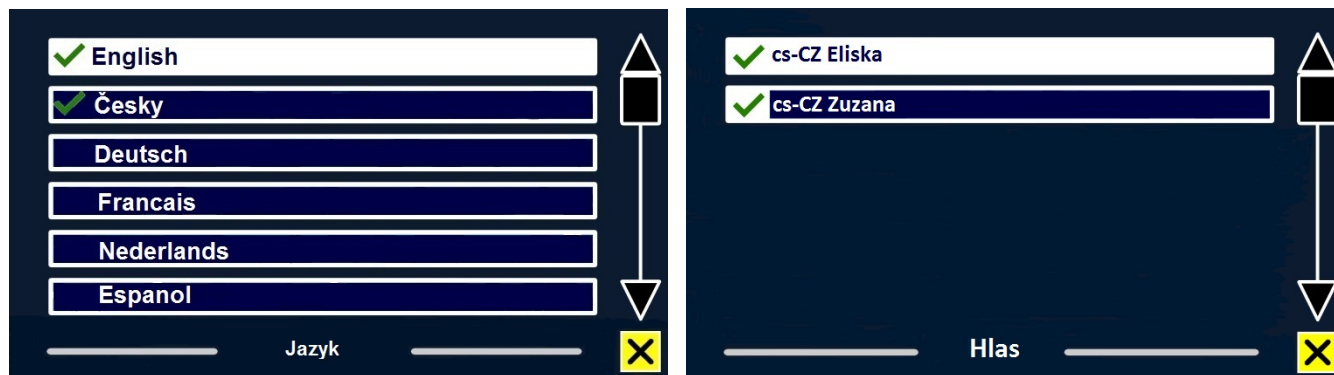 English
Česky
Deutsch
Francais
Nederlands
Espanol
Jazyk
cs-CZ Eliska
cs-CZ Zuzana
Hlas